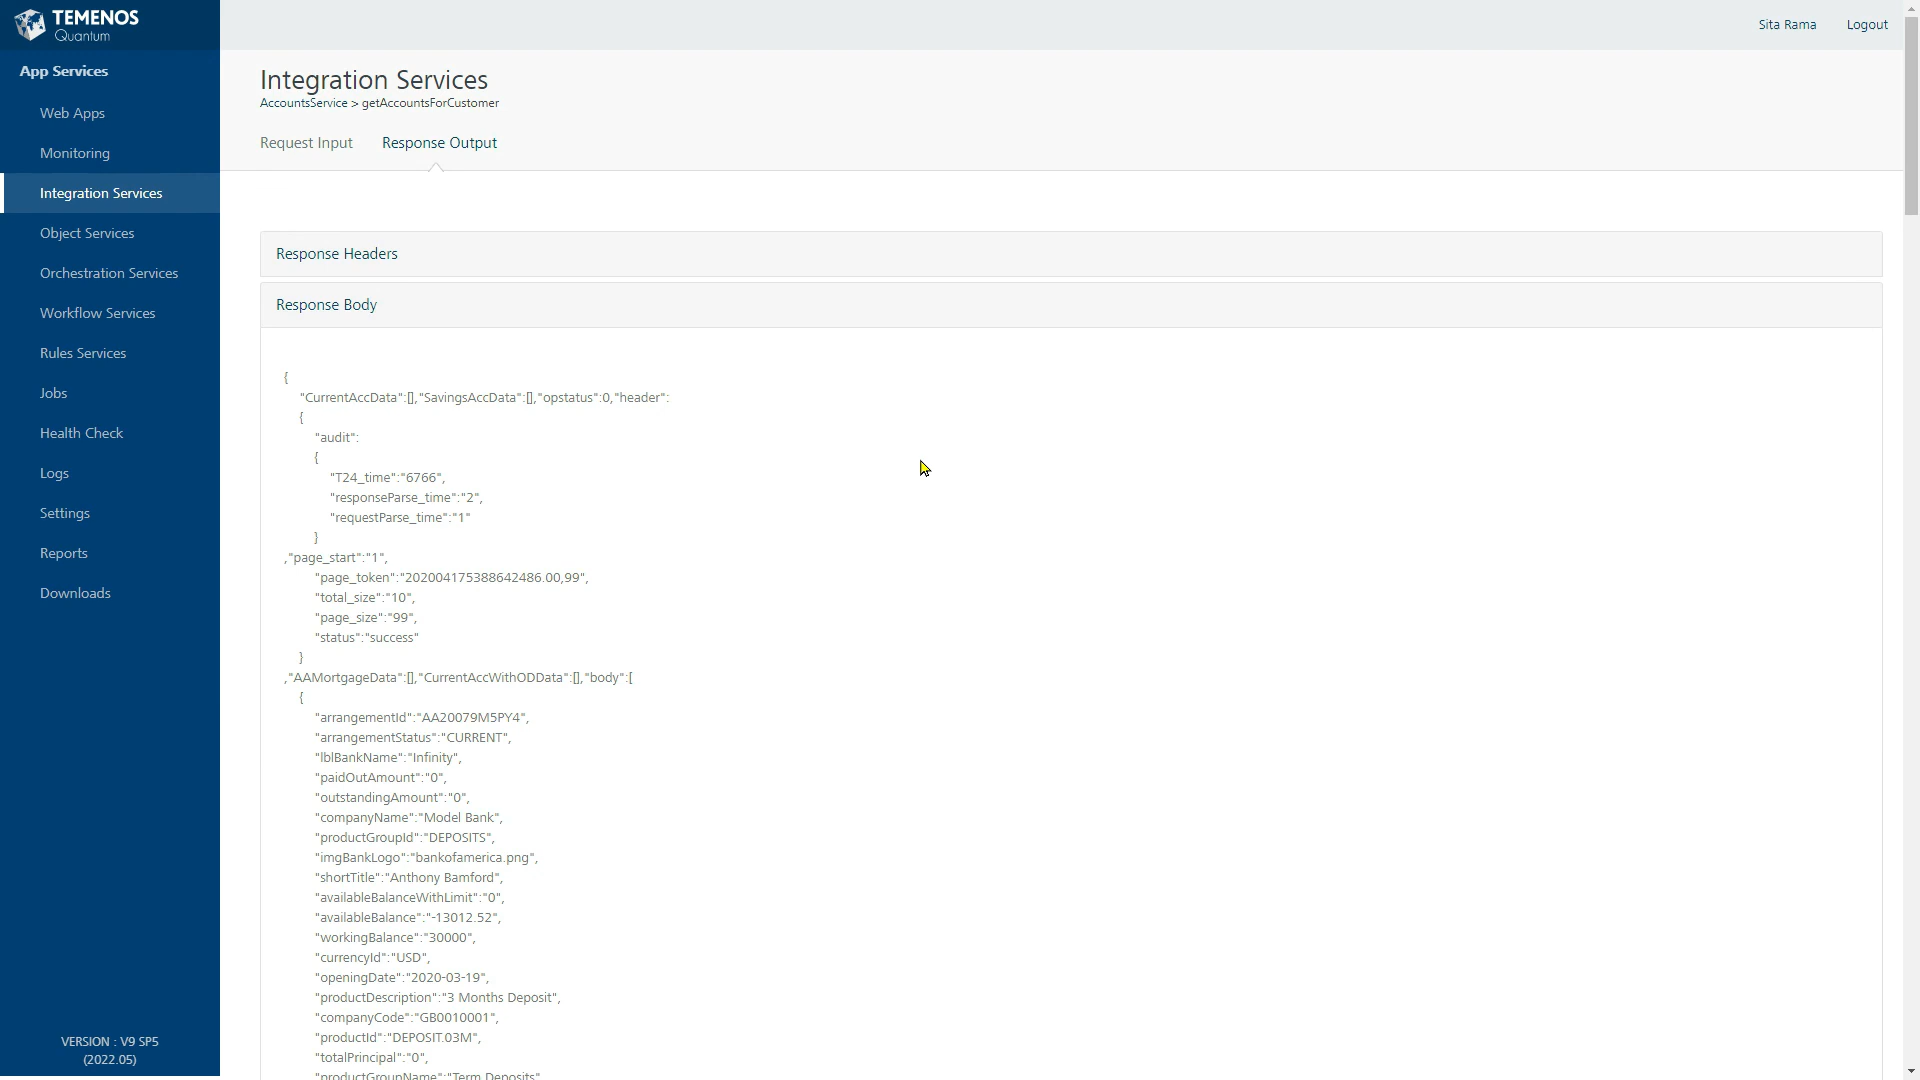 TEMENOS
Quantum
Sita Rama
Logout
App Services
Web Apps
Monitoring
Integration Services
Object Services
Orchestration Services
Workflow Services
Rules Services
Jobs
Health Check
Logs
Settings
Reports
Downloads
VERSION : V9 SP5
(2022.05)
Integration Services
AccountsService > getAccountsForCustomer
Request Input
Response Output
Response Headers
Response Body
{
"CurrentAccData":[],"SavingsAccData":[],"opstatus":0,"header":
{
"audit":
{
"T24_time":"6766",
"responseParse_time":"2",
"requestParse_time":"1"
}
,"page_start":"1",
"page_token":"202004175388642486.00,99",
"total_size":"10",
"page_size":"99",
"status":"success"
}
,"AAMortgageData":[],"CurrentAccWithODData":[],"body":[
{
"arrangementId":"AA20079M5PY4",
"arrangementStatus":"CURRENT",
"lblBankName":"Infinity",
"paidOutAmount":"0",
"outstandingAmount":"0",
"companyName":"Model Bank",
"productGroupId":"DEPOSITS",
"imgBankLogo":"bankofamerica.png",
"shortTitle":"Anthony Bamford",
"availableBalanceWithLimit":"0",
"availableBalance":"-13012.52",
"workingBalance":"30000",
"currencyId":"USD",
"openingDate":"2020-03-19",
"productDescription":"3 Months Deposit",
"companyCode":"GB0010001",
"productId":"DEPOSIT.03M",
"totalPrincipal":"0",
"productGroupName":"Term Deposits"